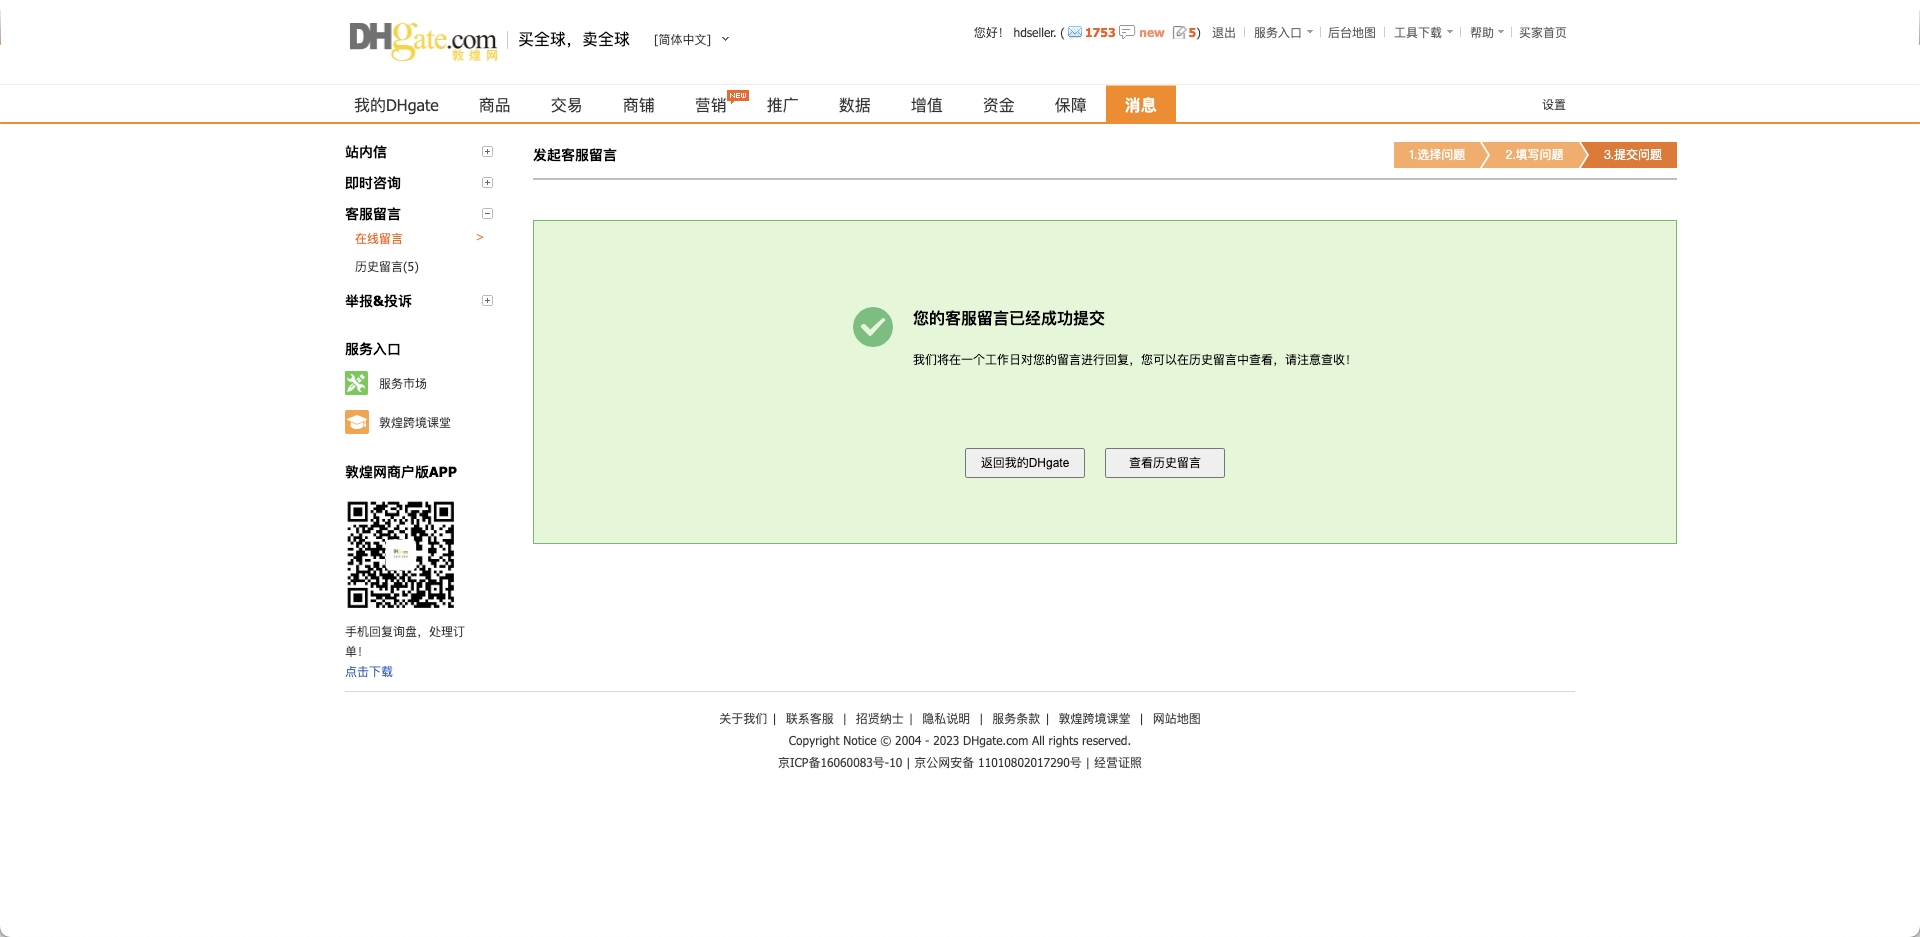 DHgate.com 敦煌网 买全球，卖全球 [简体中文]
您好！ hdseller. ( 1753 new 5) 退出 服务入口 后台地图 工具下载 帮助 买家首页
我的DHgate 商品 交易 商铺 营销 NEW 推广 数据 增值 资金 保障 消息 设置
站内信
即时咨询
客服留言
在线留言 >
历史留言(5)
举报&投诉
服务入口
服务市场
敦煌跨境课堂
敦煌网商户版APP
手机回复询盘，处理订
单！
点击下载
发起客服留言 1.选择问题 2.填写问题 3.提交问题
您的客服留言已经成功提交
我们将在一个工作日对您的留言进行回复，您可以在历史留言中查看，请注意查收！
返回我的DHgate 查看历史留言
关于我们 | 联系客服 | 招贤纳士 | 隐私说明 | 服务条款 | 敦煌跨境课堂 | 网站地图
Copyright Notice © 2004 - 2023 DHgate.com All rights reserved.
京ICP备16060083号-10 | 京公网安备 11010802017290号 | 经营证照